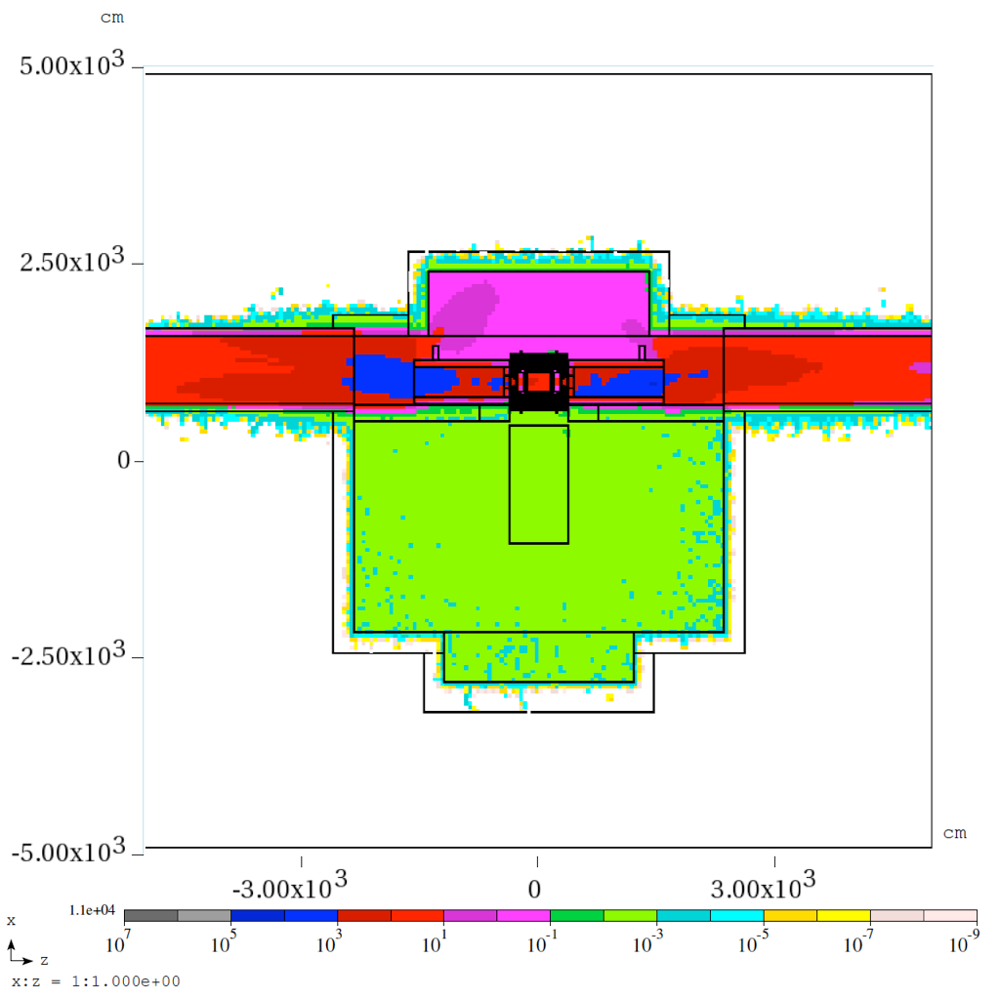 cm
5.00x10³
2.50x10³
0
-2.50x10³
-5.00x10³
cm
-3.00x10³ 0 3.00x10³
1.1e+04
10⁷ 10⁵ 10³ 10¹ 10⁻¹ 10⁻³ 10⁻⁵ 10⁻⁷ 10⁻⁹
x
z
x:z = 1:1.000e+00